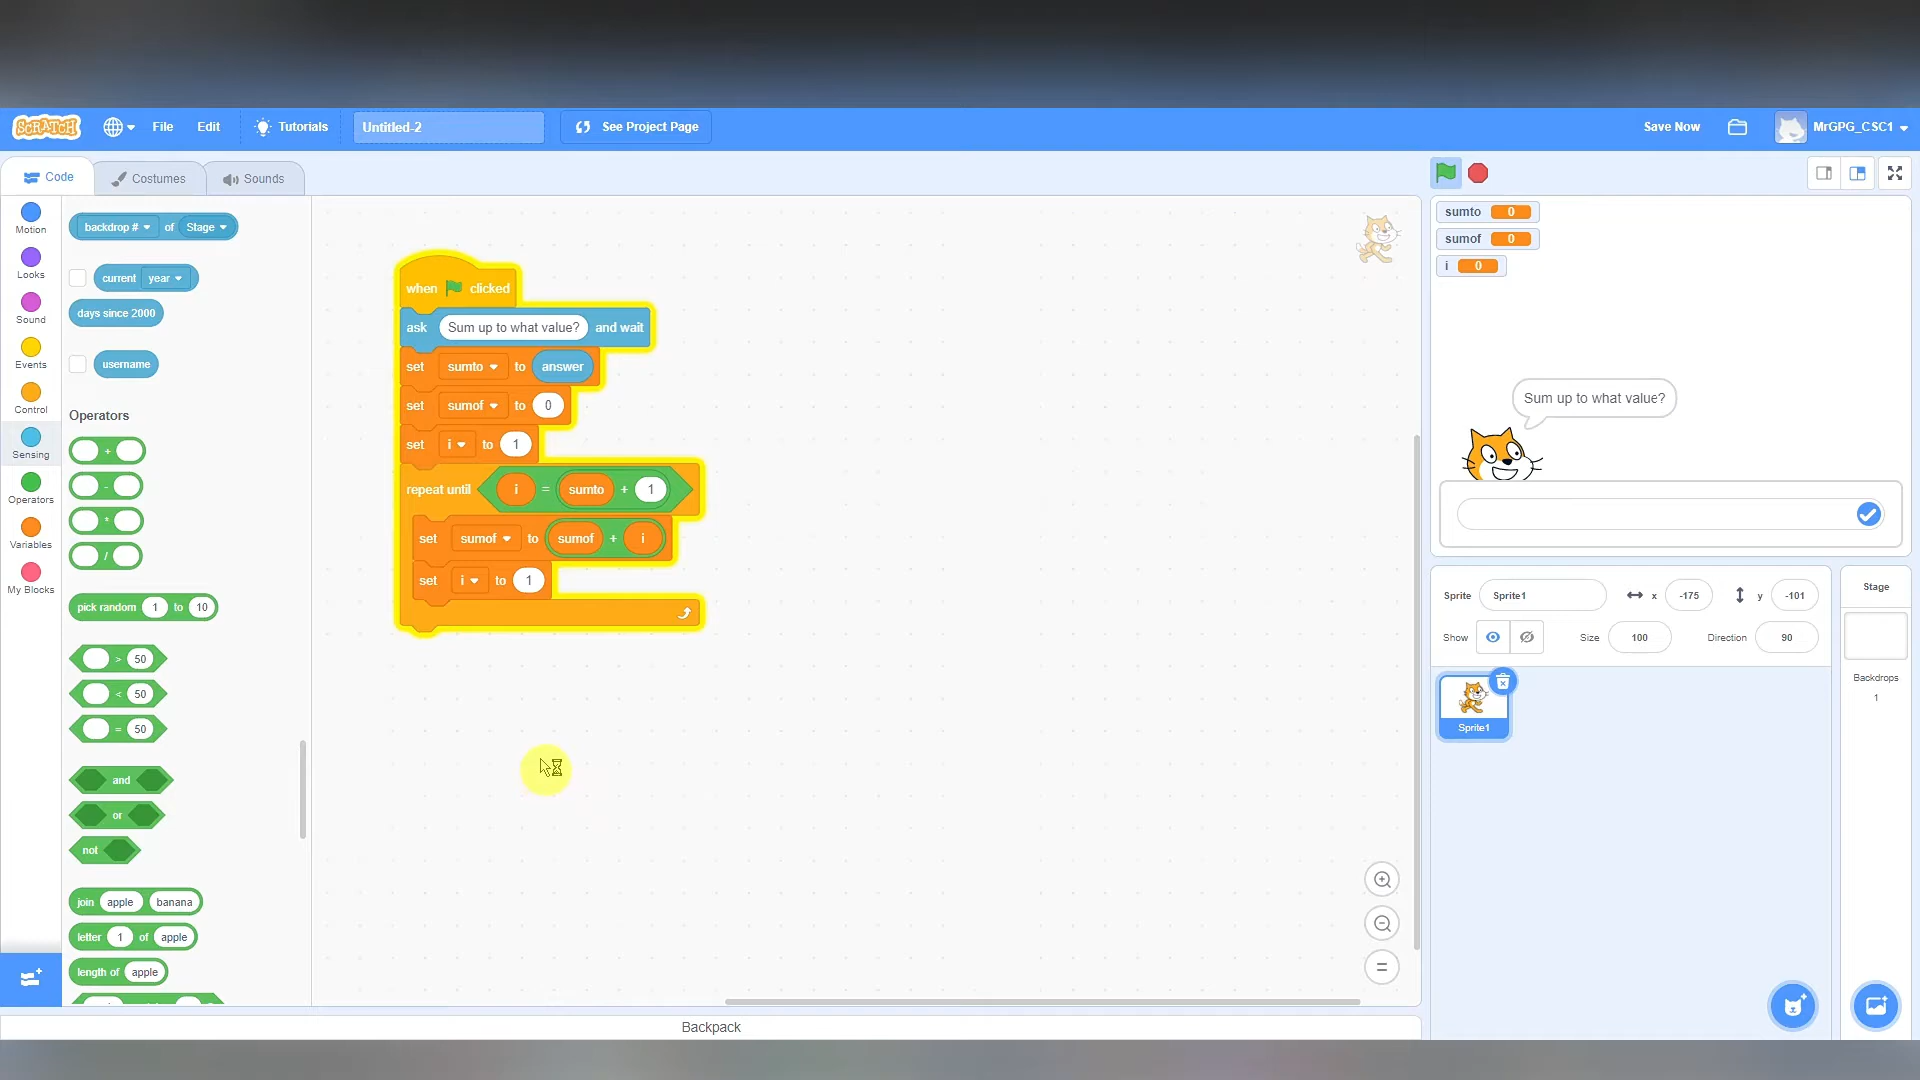 SCRATCH File Edit Tutorials Untitled-2 See Project Page Save Now MrGPG_CSC1
Code Costumes Sounds
Motion
Looks
Sound
Events
Control
Sensing
Operators
Variables
My Blocks
backdrop # of Stage
current year
days since 2000
username
Operators
+
-
*
/
pick random 1 to 10
> 50
< 50
= 50
and
or
not
join apple banana
letter 1 of apple
length of apple
when clicked
ask Sum up to what value? and wait
set sumto to answer
set sumof to 0
set i to 1
repeat until i = sumto + 1
set sumof to sumof + i
set i to 1
Backpack
sumto 0
sumof 0
i 0
Sum up to what value?
Sprite Sprite1 x -175 y -101
Show Size 100 Direction 90
Sprite1
Stage
Backdrops
1